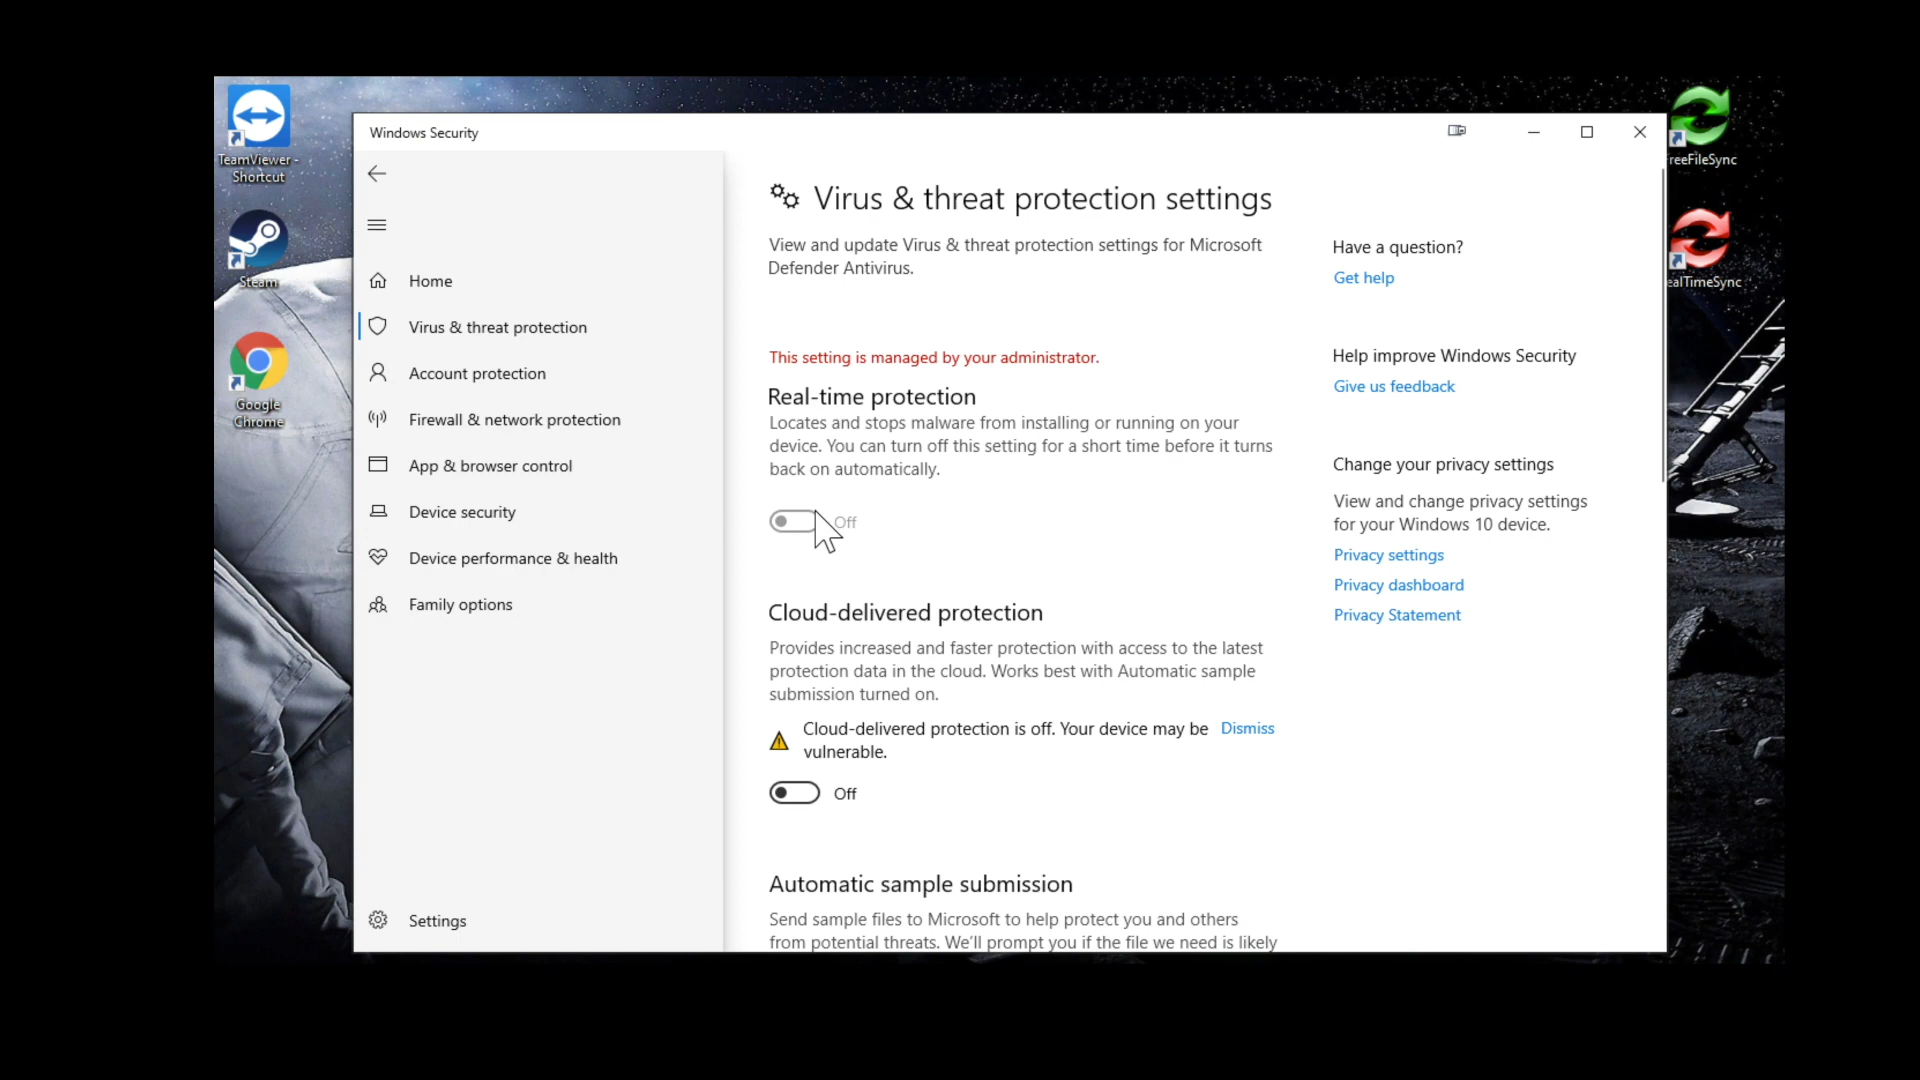 TeamViewer -
Shortcut
Steam
Google
Chrome
Windows Security
Home
Virus & threat protection
Account protection
Firewall & network protection
App & browser control
Device security
Device performance & health
Family options
Settings
Virus & threat protection settings
View and update Virus & threat protection settings for Microsoft
Defender Antivirus.
This setting is managed by your administrator.
Real-time protection
Locates and stops malware from installing or running on your
device. You can turn off this setting for a short time before it turns
back on automatically.
Off
Cloud-delivered protection
Provides increased and faster protection with access to the latest
protection data in the cloud. Works best with Automatic sample
submission turned on.
Cloud-delivered protection is off. Your device may be Dismiss
vulnerable.
Off
Automatic sample submission
Send sample files to Microsoft to help protect you and others
from potential threats. We'll prompt you if the file we need is likely
Have a question?
Get help
Help improve Windows Security
Give us feedback
Change your privacy settings
View and change privacy settings
for your Windows 10 device.
Privacy settings
Privacy dashboard
Privacy Statement
reeFileSync
ealTimeSync